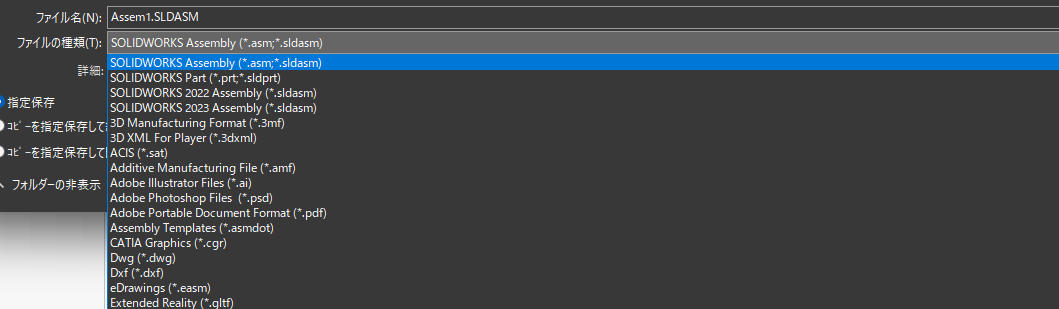 ファイル名(N):
Assem1.SLDASM
ファイルの種類(T):
SOLIDWORKS Assembly (*.asm;*.sldasm)
SOLIDWORKS Assembly (*.asm;*.sldasm)
詳細:
SOLIDWORKS Part (*.prt;*.sldprt)
SOLIDWORKS 2022 Assembly (*.sldasm)
指定保存
SOLIDWORKS 2023 Assembly (*.sldasm)
3D Manufacturing Format (*.3mf)
ｺﾋﾟｰを指定保存して
3D XML For Player (*.3dxml)
ACIS (*.sat)
ｺﾋﾟｰを指定保存して
Additive Manufacturing File (*.amf)
Adobe Illustrator Files (*.ai)
フォルダーの非表示
Adobe Photoshop Files  (*.psd)
Adobe Portable Document Format (*.pdf)
Assembly Templates (*.asmdot)
CATIA Graphics (*.cgr)
Dwg (*.dwg)
Dxf (*.dxf)
eDrawings (*.easm)
Extended Reality (*.gltf)